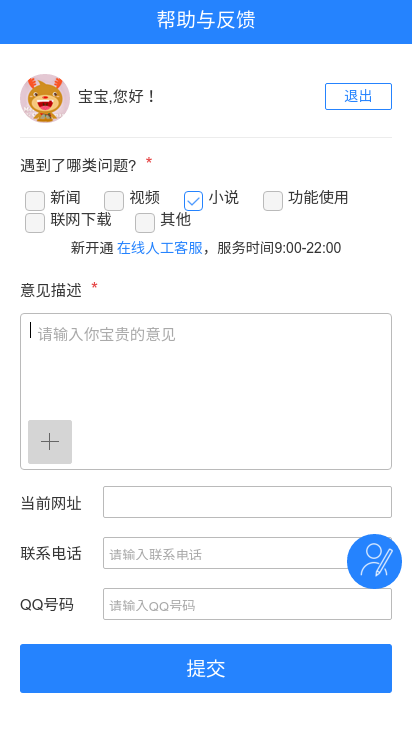 帮助与反馈
宝宝,您好！
退出
遇到了哪类问题? *
新闻 视频 小说 功能使用
联网下载 其他
新开通 在线人工客服，服务时间9:00-22:00
意见描述 *
请输入你宝贵的意见
当前网址
联系电话 请输入联系电话
QQ号码 请输入QQ号码
提交